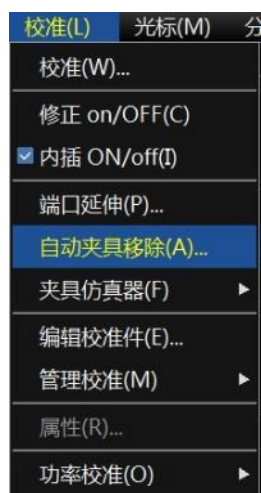 校准(L) 光标(M)
校准(W)...
修正 on/OFF(C)
内插 ON/off(I)
端口延伸(P)...
自动夹具移除(A)...
夹具仿真器(F)
编辑校准件(E)...
管理校准(M)
属性(R)...
功率校准(O)